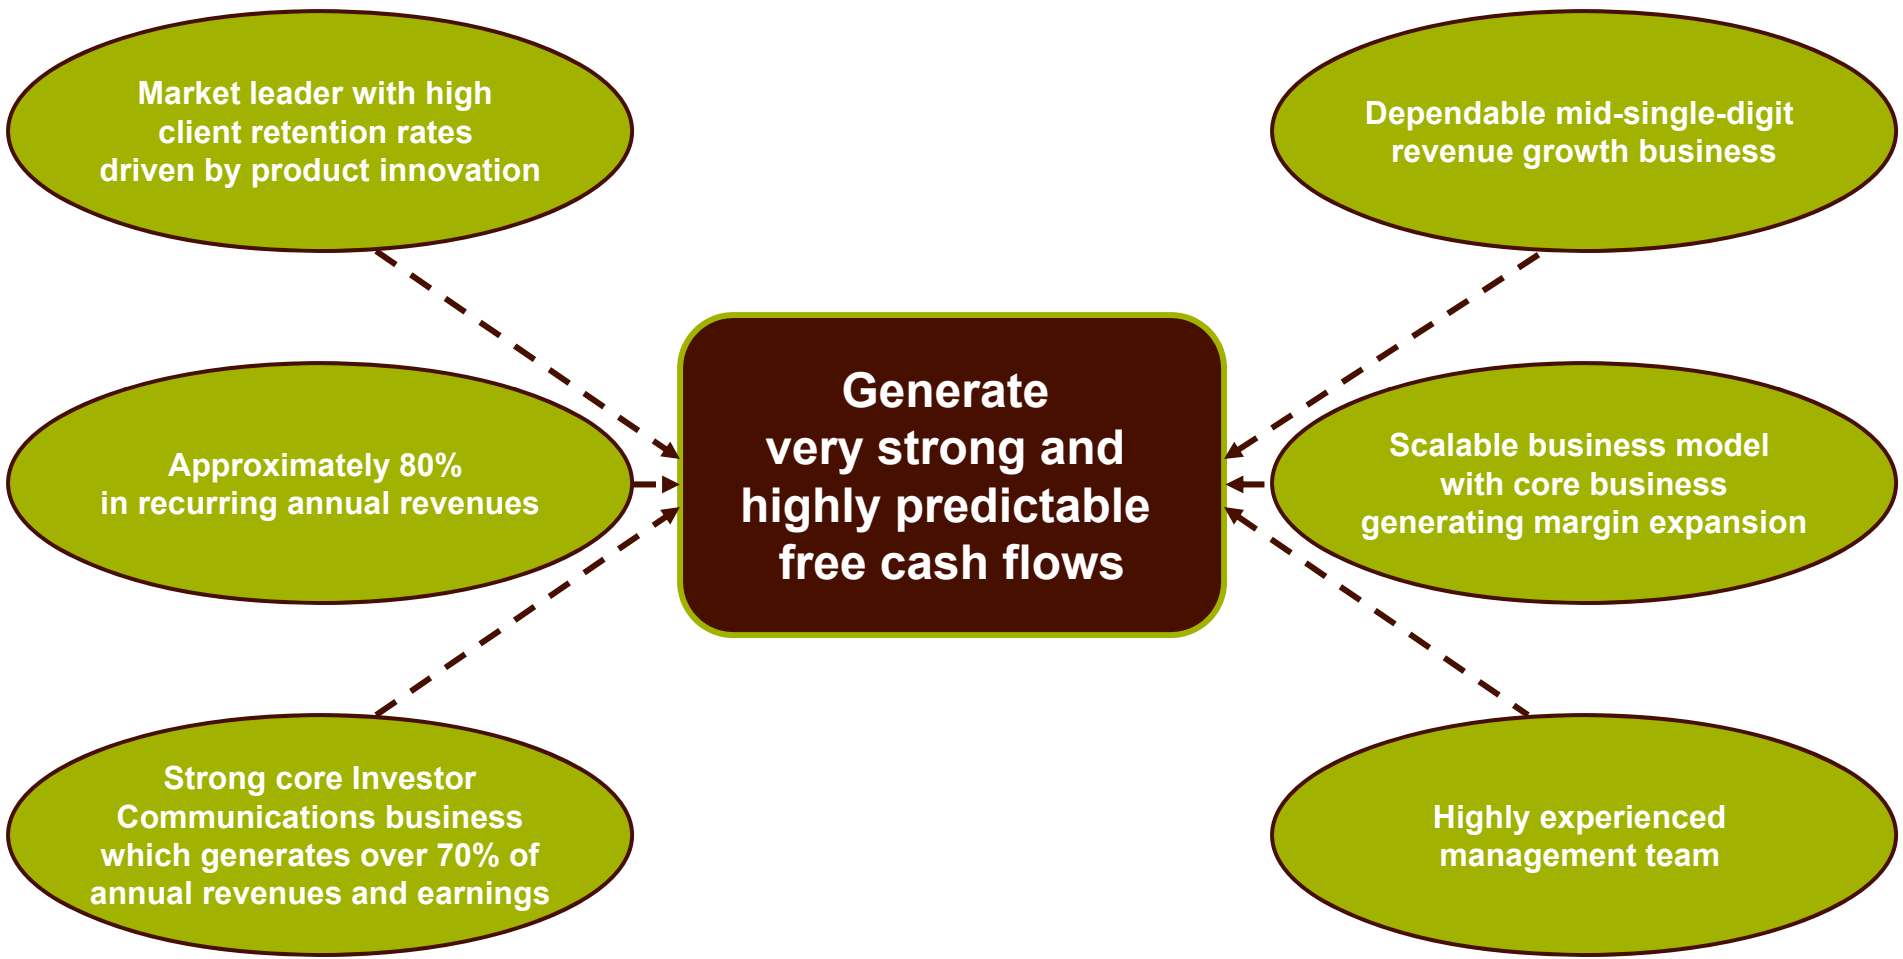 Market leader with high
client retention rates
driven by product innovation
Approximately 80%
in recurring annual revenues
Strong core Investor
Communications business
which generates over 70% of
annual revenues and earnings
Generate
very strong and
highly predictable
free cash flows
Dependable mid-single-digit
revenue growth business
Scalable business model
with core business
generating margin expansion
Highly experienced
management team